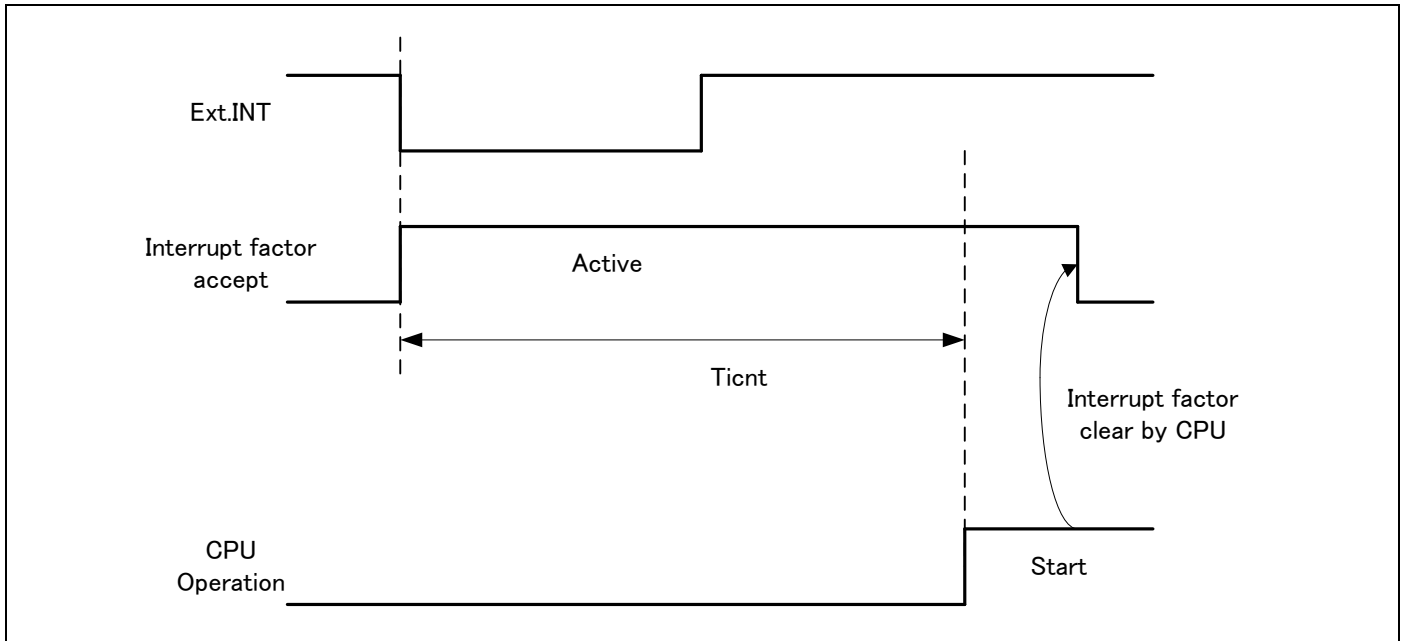 Ext.INT
Interrupt factor
accept
Active
Ticnt
Interrupt factor
clear by CPU
CPU
Operation
Start